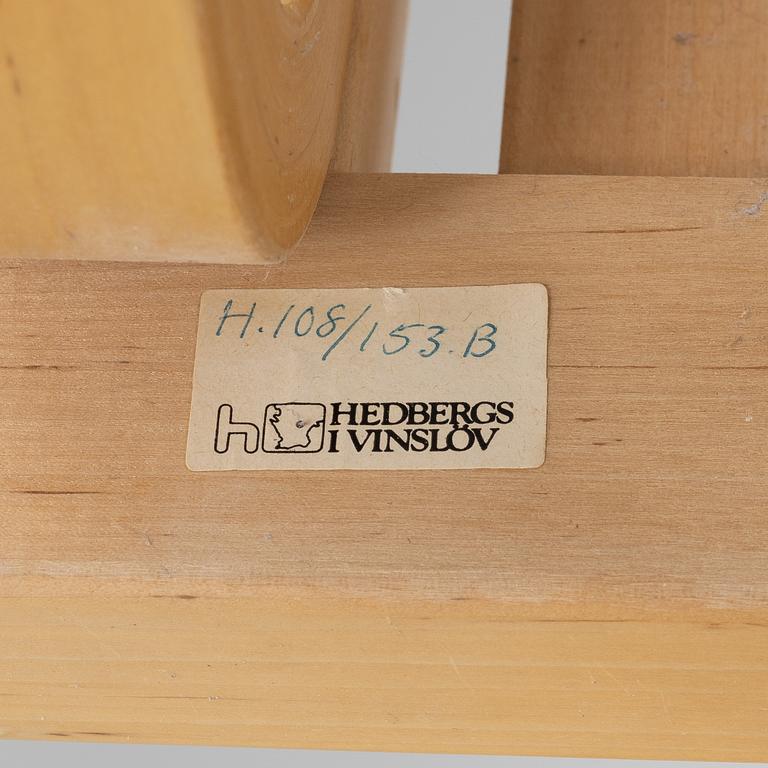 H.108/153.B
h HEDBERGS
I VINSLÖV